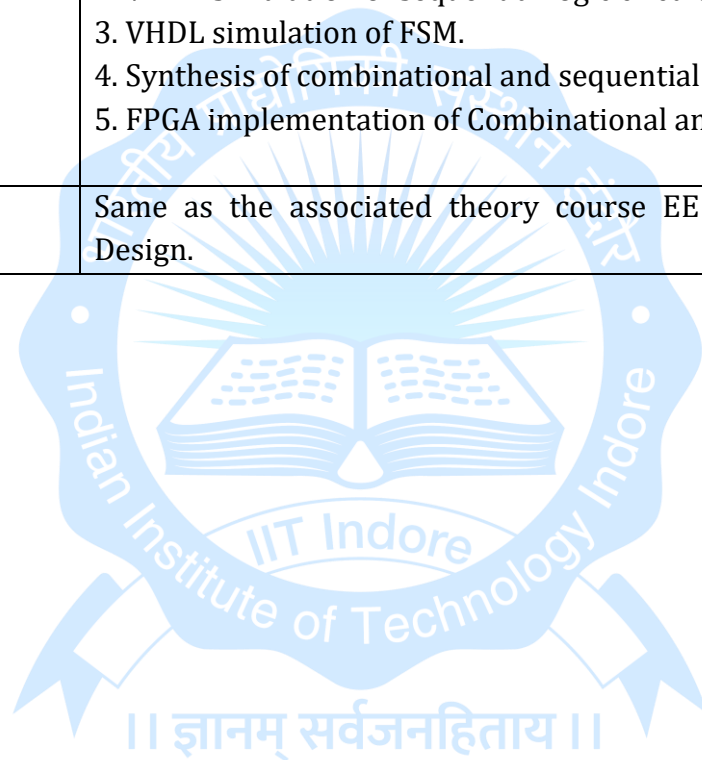 3. VHDL simulation of FSM.
4. Synthesis of combinational and sequential
5. FPGA implementation of Combinational an
Same as the associated theory course EE
Design.
भारतीय प्रौद्योगिकी संस्थान इंदौर
Indian Institute of Technology Indore
IIT Indore
।। ज्ञानम् सर्वजनहिताय ।।